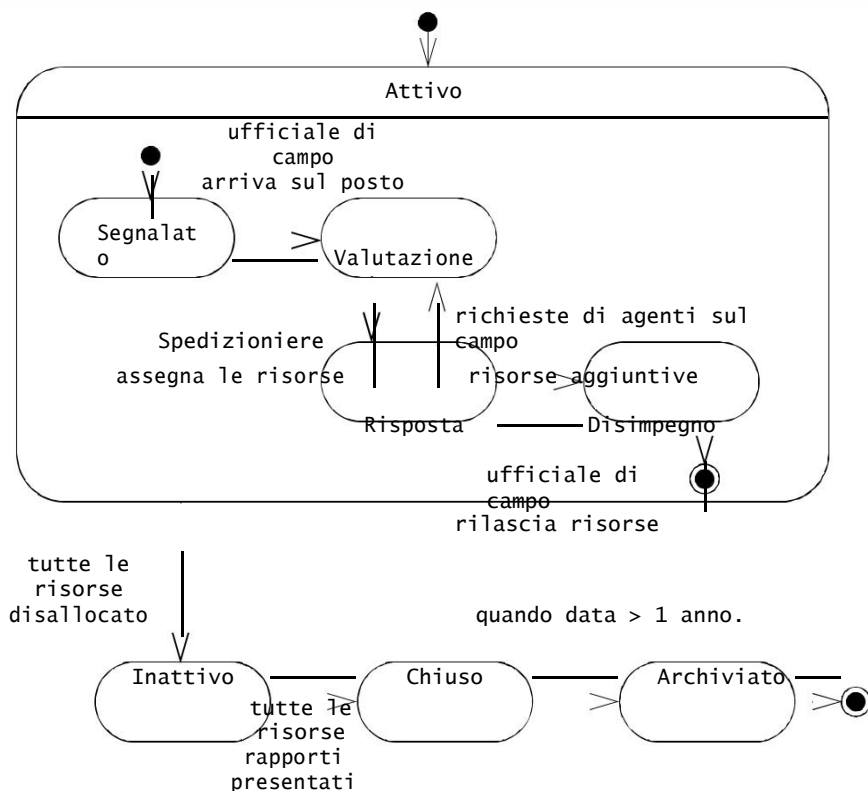 Attivo
ufficiale di
campo
arriva sul posto
Segnalat
o
Valutazione
Spedizioniere
assegna le risorse
richieste di agenti sul
campo
risorse aggiuntive
Risposta
Disimpegno
ufficiale di
campo
rilascia risorse
tutte le
risorse
disallocato
quando data > 1 anno.
Inattivo
Chiuso
Archiviato
tutte le
risorse
rapporti
presentati